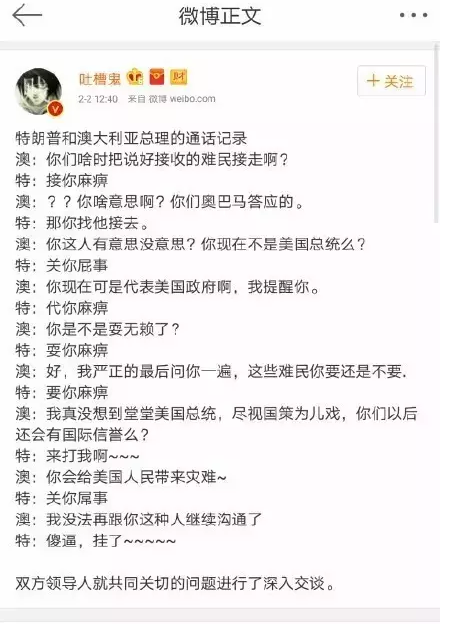 微博正文
吐槽鬼
财
V
+关注
2-2 12:40 来自 微博 weibo.com
特朗普和澳大利亚总理的通话记录
澳:你们啥时把说好接收的难民接走啊?
特:接你麻痹
澳:??你啥意思啊?你们奥巴马答应的。
特:那你找他接去。
澳:你这人有意思没意思?你现在不是美国总统么?
特:关你屁事
澳:你现在可是代表美国政府啊,我提醒你。
特:代你麻痹
澳:你是不是耍无赖了?
特:耍你麻痹
澳:好,我严正的最后问你一遍,这些难民你要还是不要.
特:要你麻痹
澳:我真没想到堂堂美国总统,尽视国策为儿戏,你们以后
还会有国际信誉么?
特:来打我啊~~~
澳:你会给美国人民带来灾难~
特:关你屌事
澳:我没法再跟你这种人继续沟通了
特:傻逼,挂了~~~~~
双方领导人就共同关切的问题进行了深入交谈。